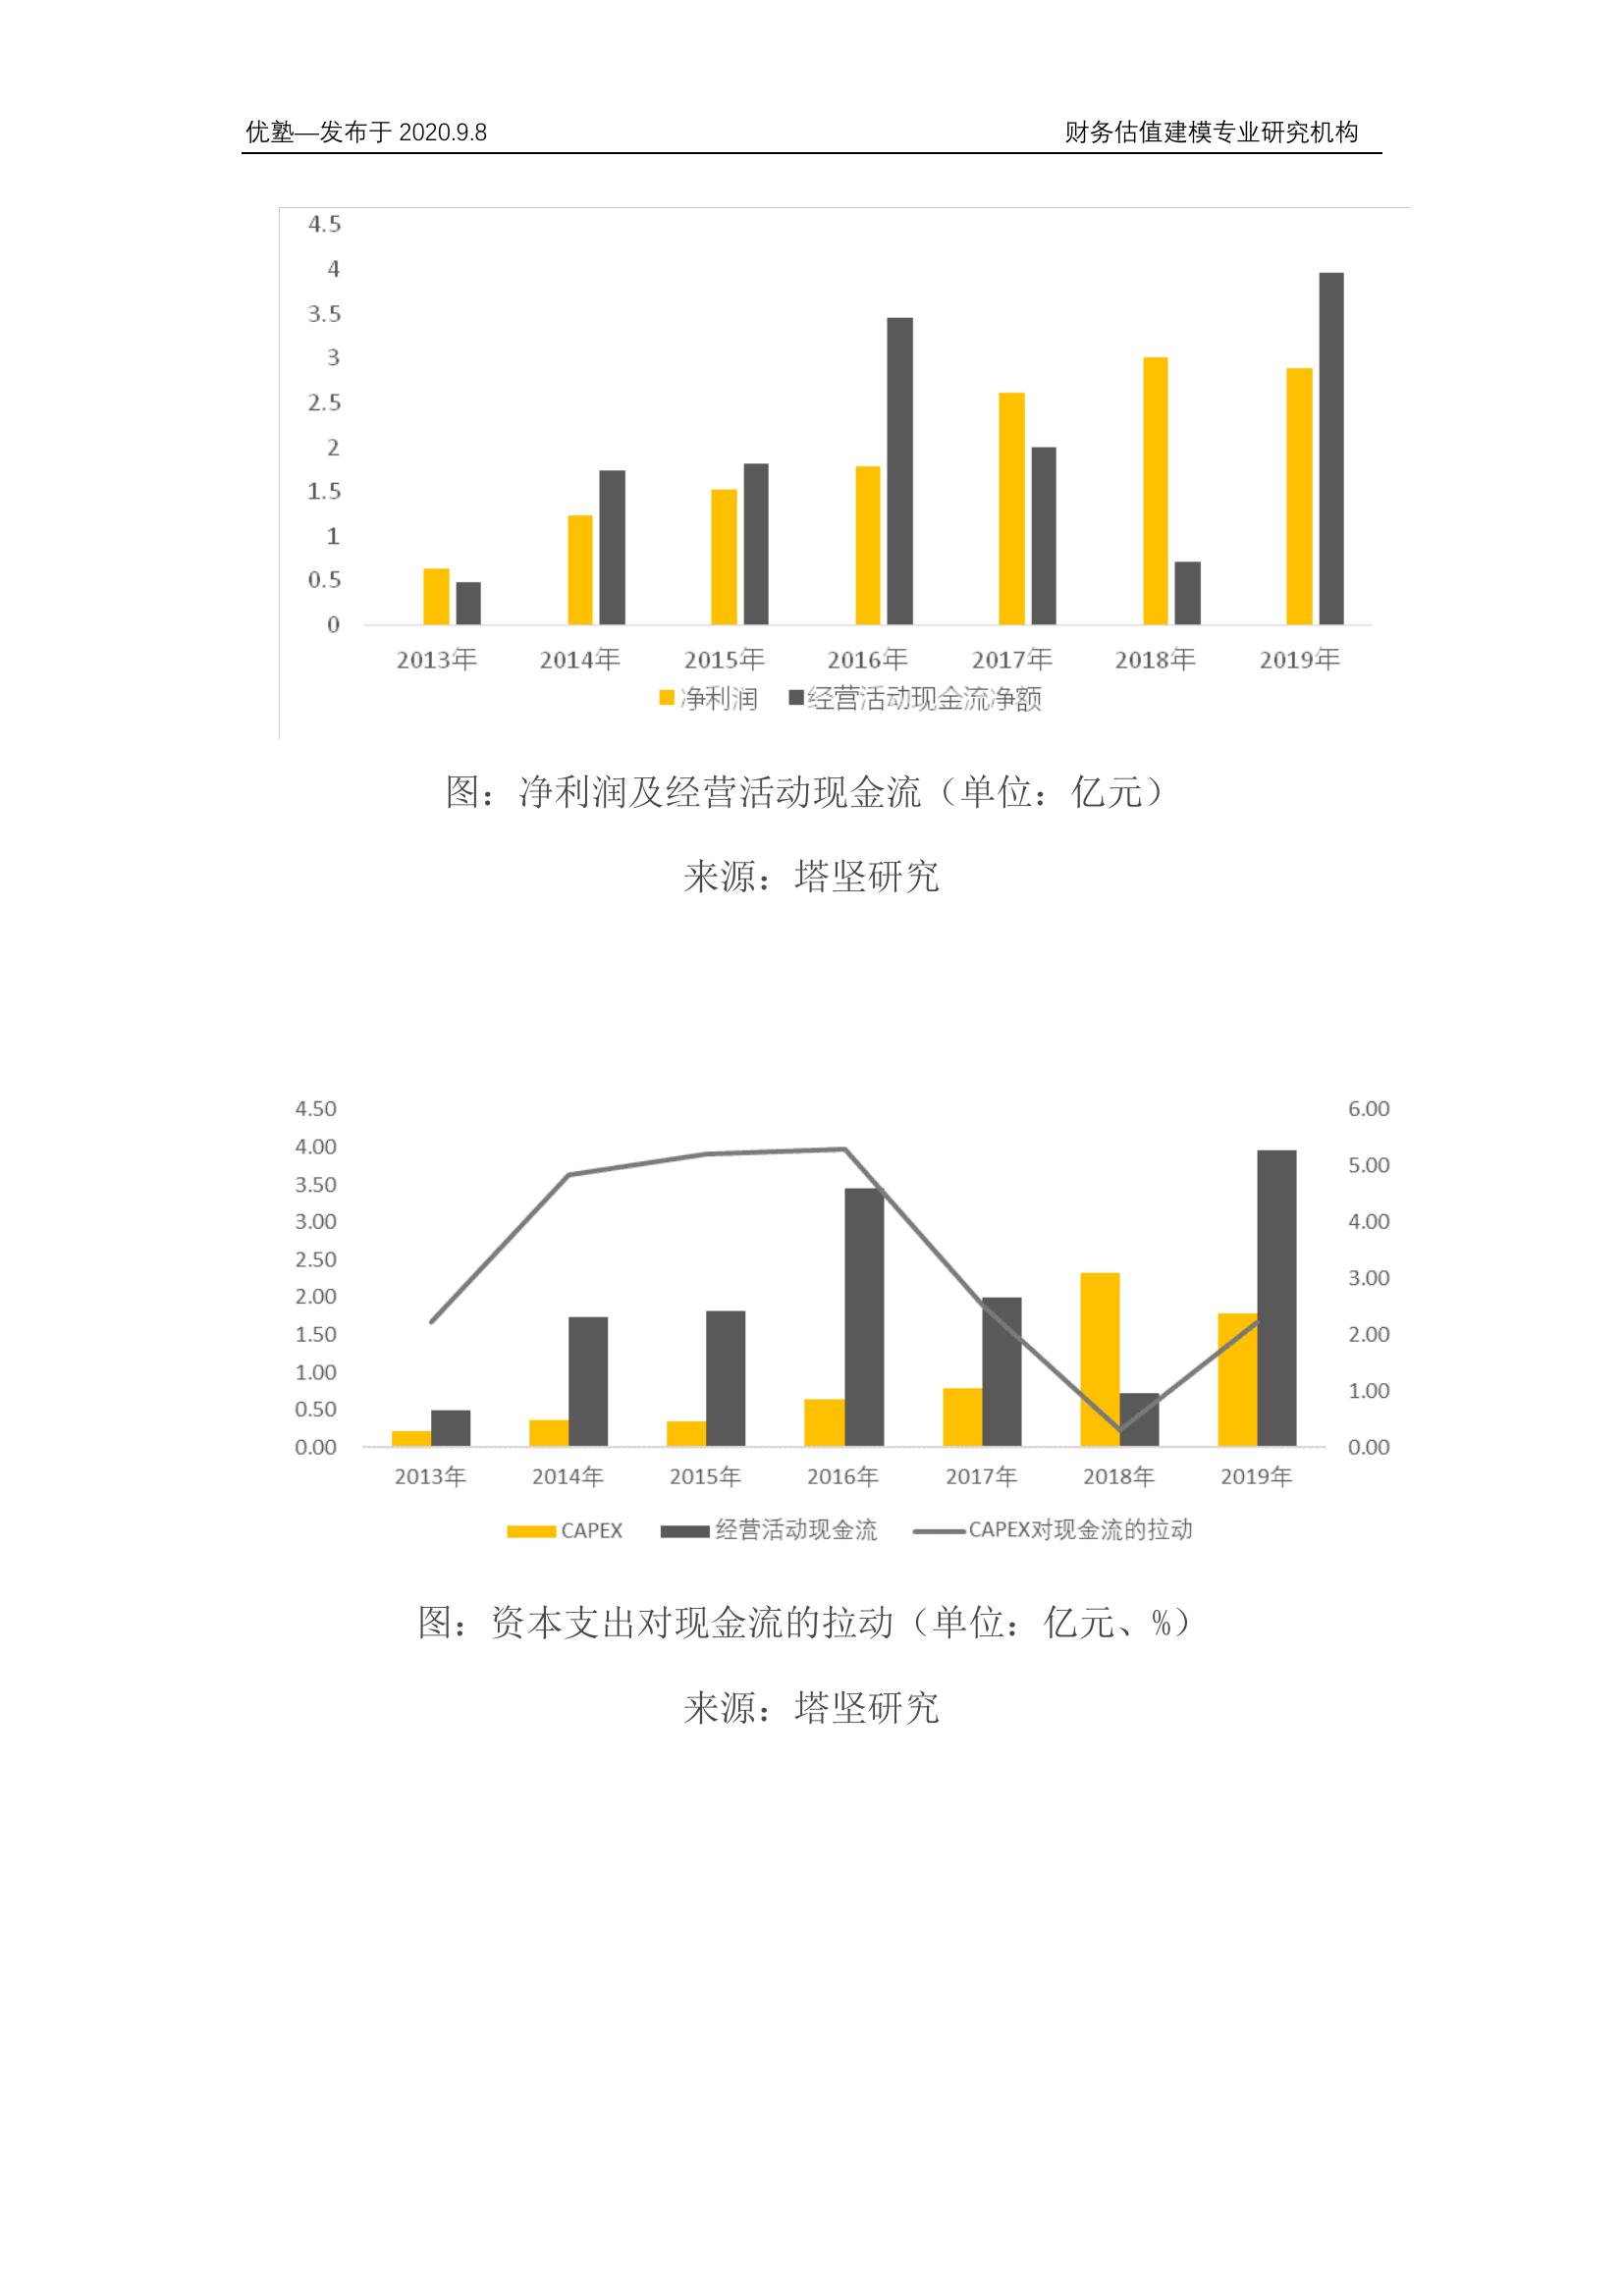 优塾—发布于 2020.9.8 财务估值建模专业研究机构
4.5
4
3.5
3
2.5
2
1.5
1
0.5
0
2013年 2014年 2015年 2016年 2017年 2018年 2019年
净利润 经营活动现金流净额
图：净利润及经营活动现金流（单位：亿元）
来源：塔坚研究
4.50 6.00
4.00
5.00
3.50
3.00 4.00
2.50
3.00
2.00
1.50 2.00
1.00
1.00
0.50
0.00 0.00
2013年 2014年 2015年 2016年 2017年 2018年 2019年
CAPEX 经营活动现金流 CAPEX对现金流的拉动
图：资本支出对现金流的拉动（单位：亿元、%）
来源：塔坚研究